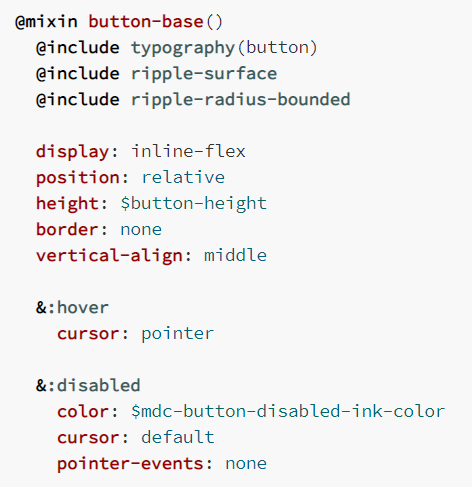 @mixin button-base()
  @include typography(button)
  @include ripple-surface
  @include ripple-radius-bounded

  display: inline-flex
  position: relative
  height: $button-height
  border: none
  vertical-align: middle

  &:hover
    cursor: pointer

  &:disabled
    color: $mdc-button-disabled-ink-color
    cursor: default
    pointer-events: none